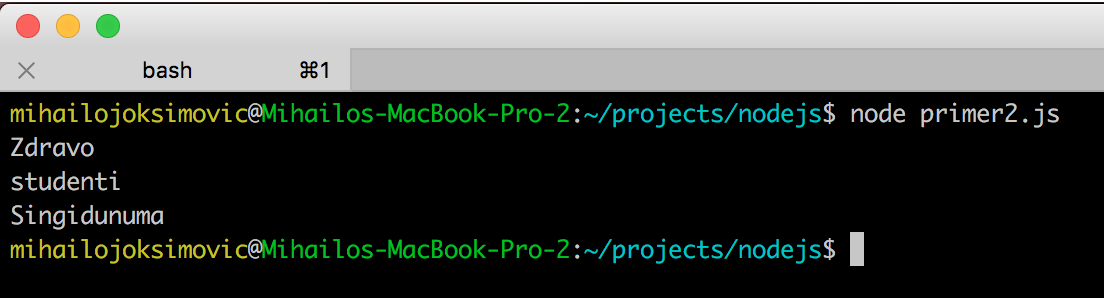 bash ⌘1
mihailojoksimovic@Mihailos-MacBook-Pro-2:~/projects/nodejs$ node primer2.js
Zdravo
studenti
Singidunuma
mihailojoksimovic@Mihailos-MacBook-Pro-2:~/projects/nodejs$